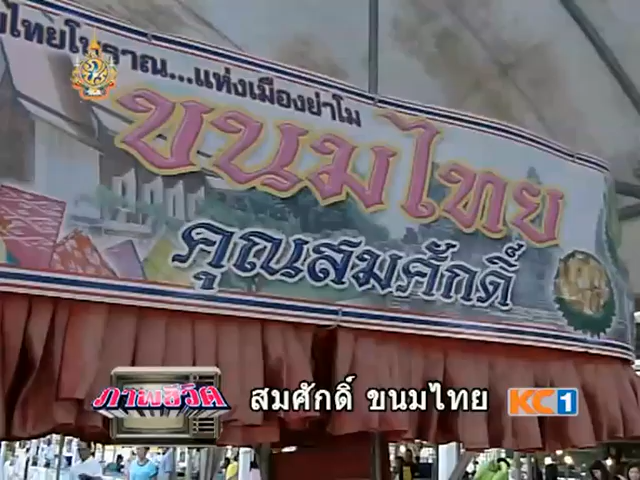 ไทยโบราณ...แห่งเมืองย่าโม
ขนมไทย
คุณสมศักดิ์
ภาพชีวิต
สมศักดิ์ ขนมไทย
KC1